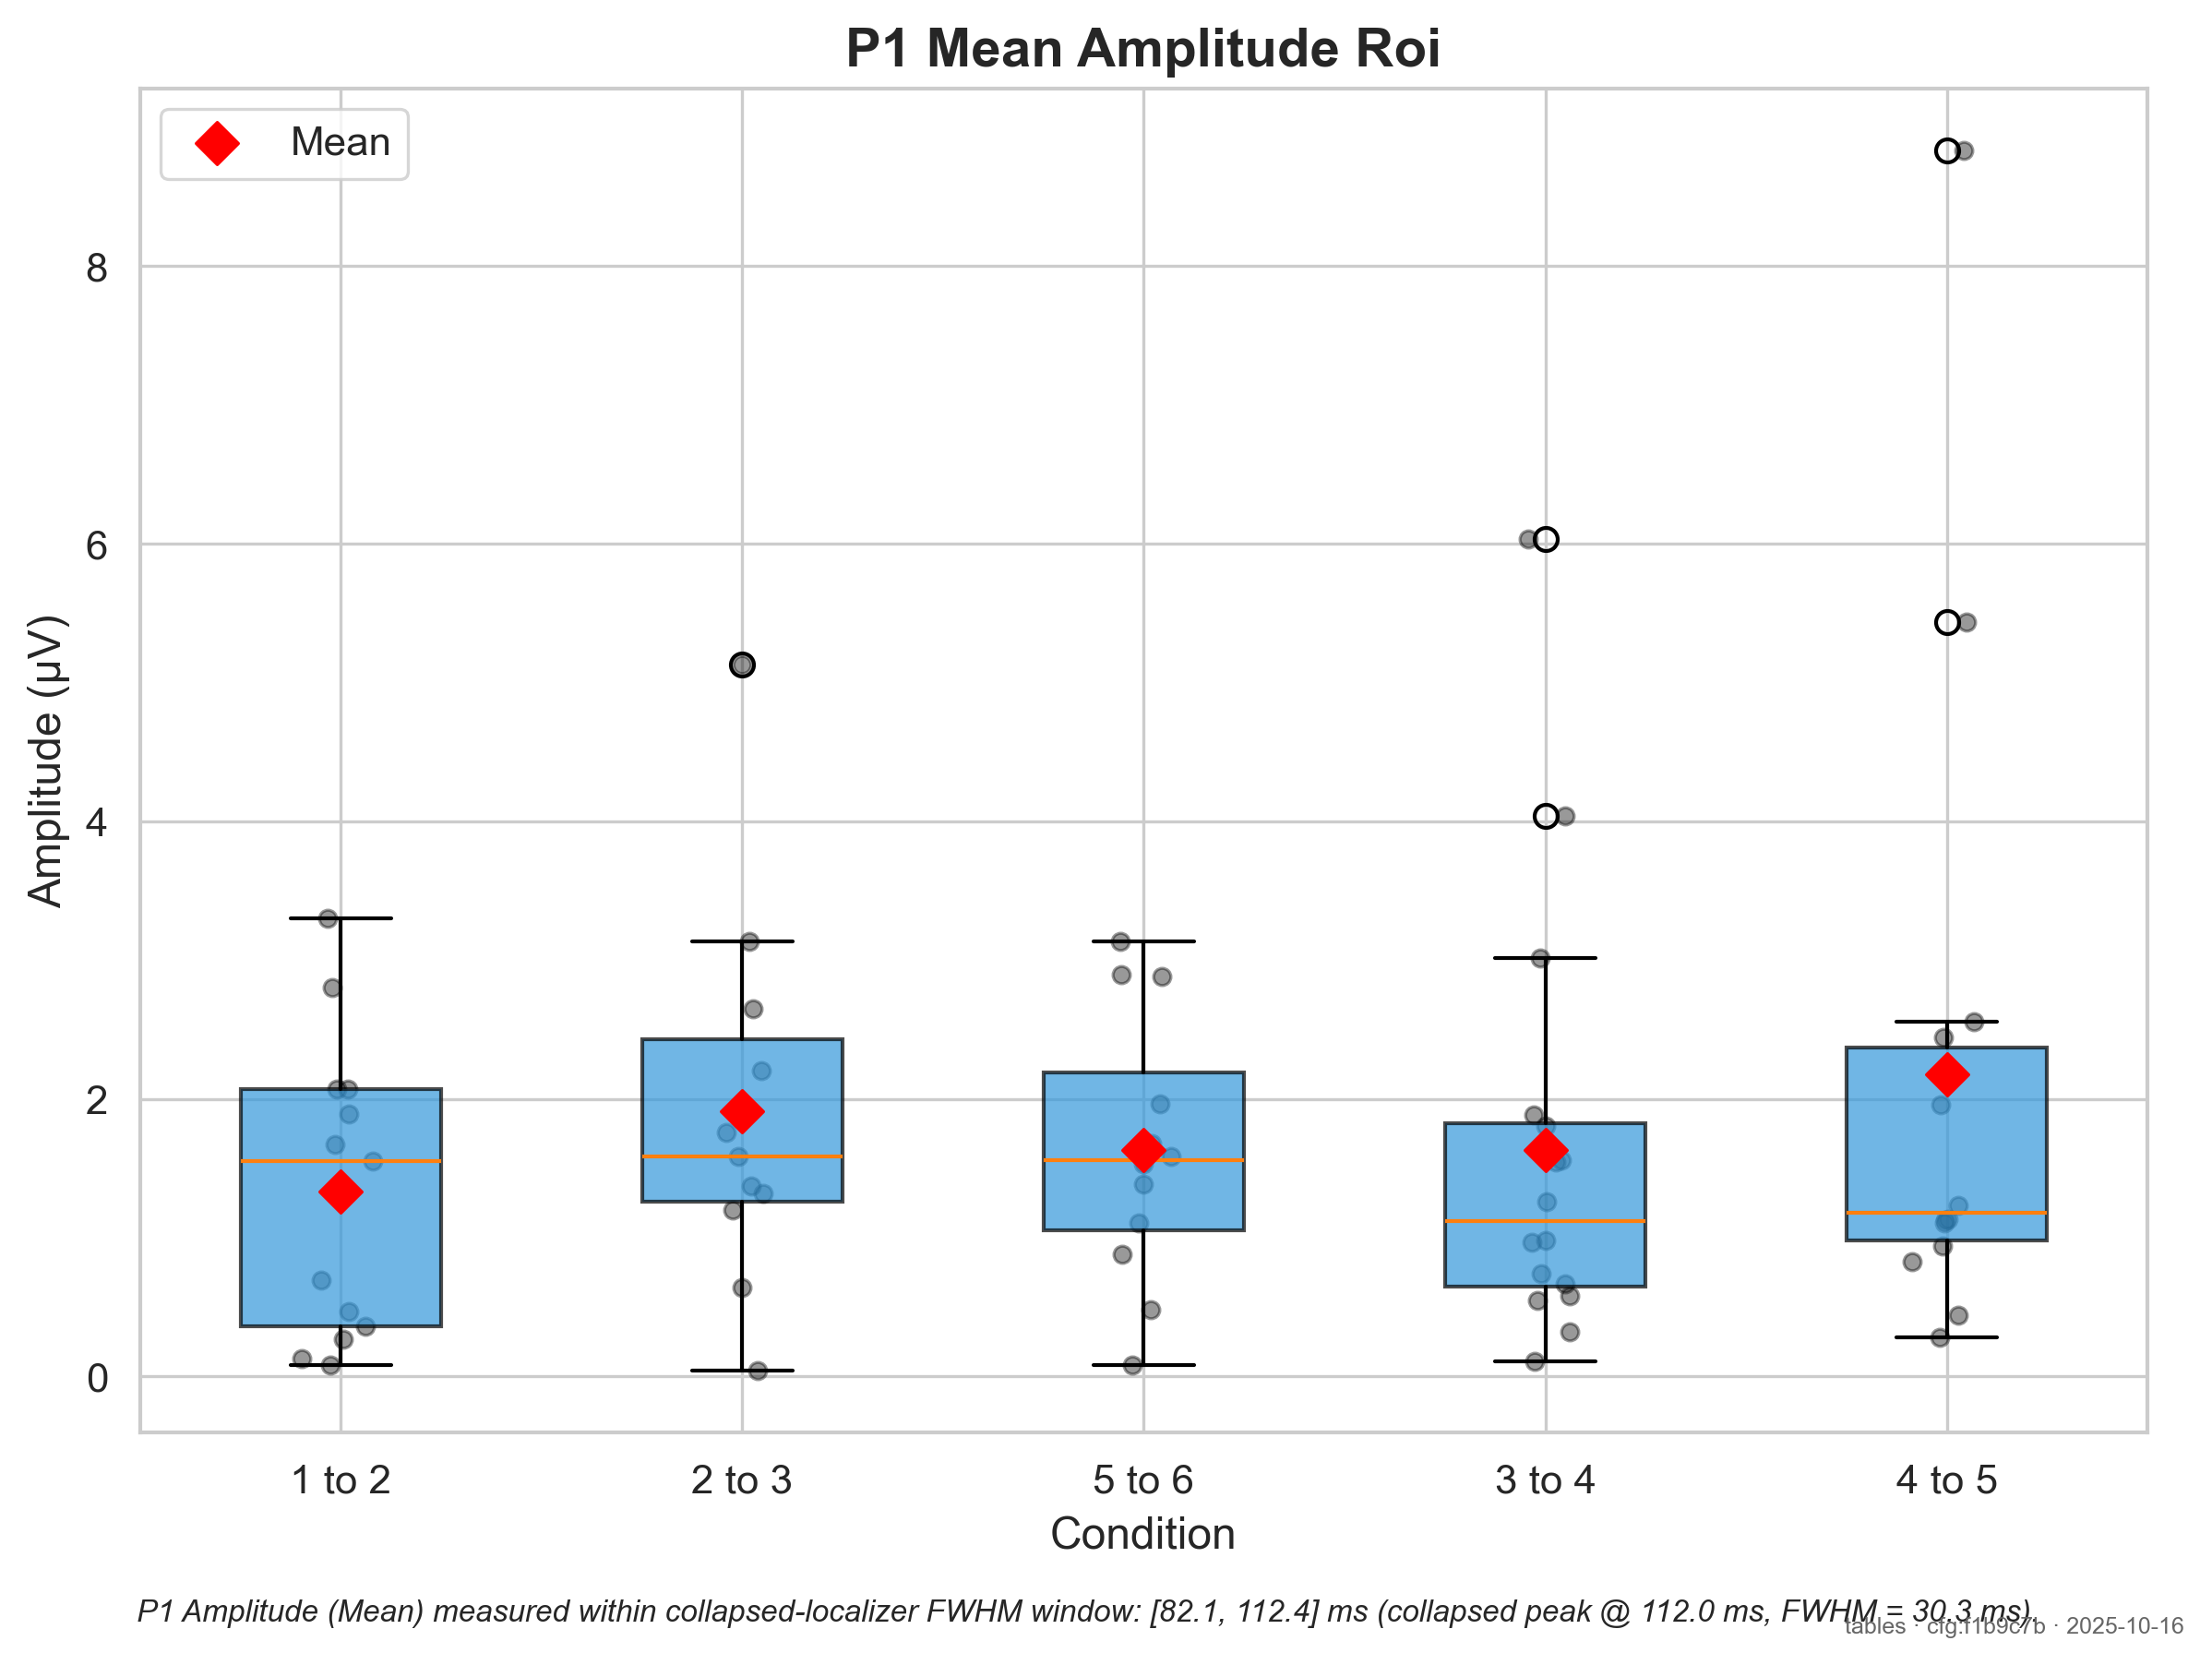 P1 Mean Amplitude Roi
Mean
8
6
4
2
0
Amplitude (µV)
1 to 2
2 to 3
5 to 6
3 to 4
4 to 5
Condition
P1 Amplitude (Mean) measured within collapsed-localizer FWHM window: [82.1, 112.4] ms (collapsed peak @ 112.0 ms, FWHM = 30.3 ms).
tables · cfg:f1b9c7b · 2025-10-16